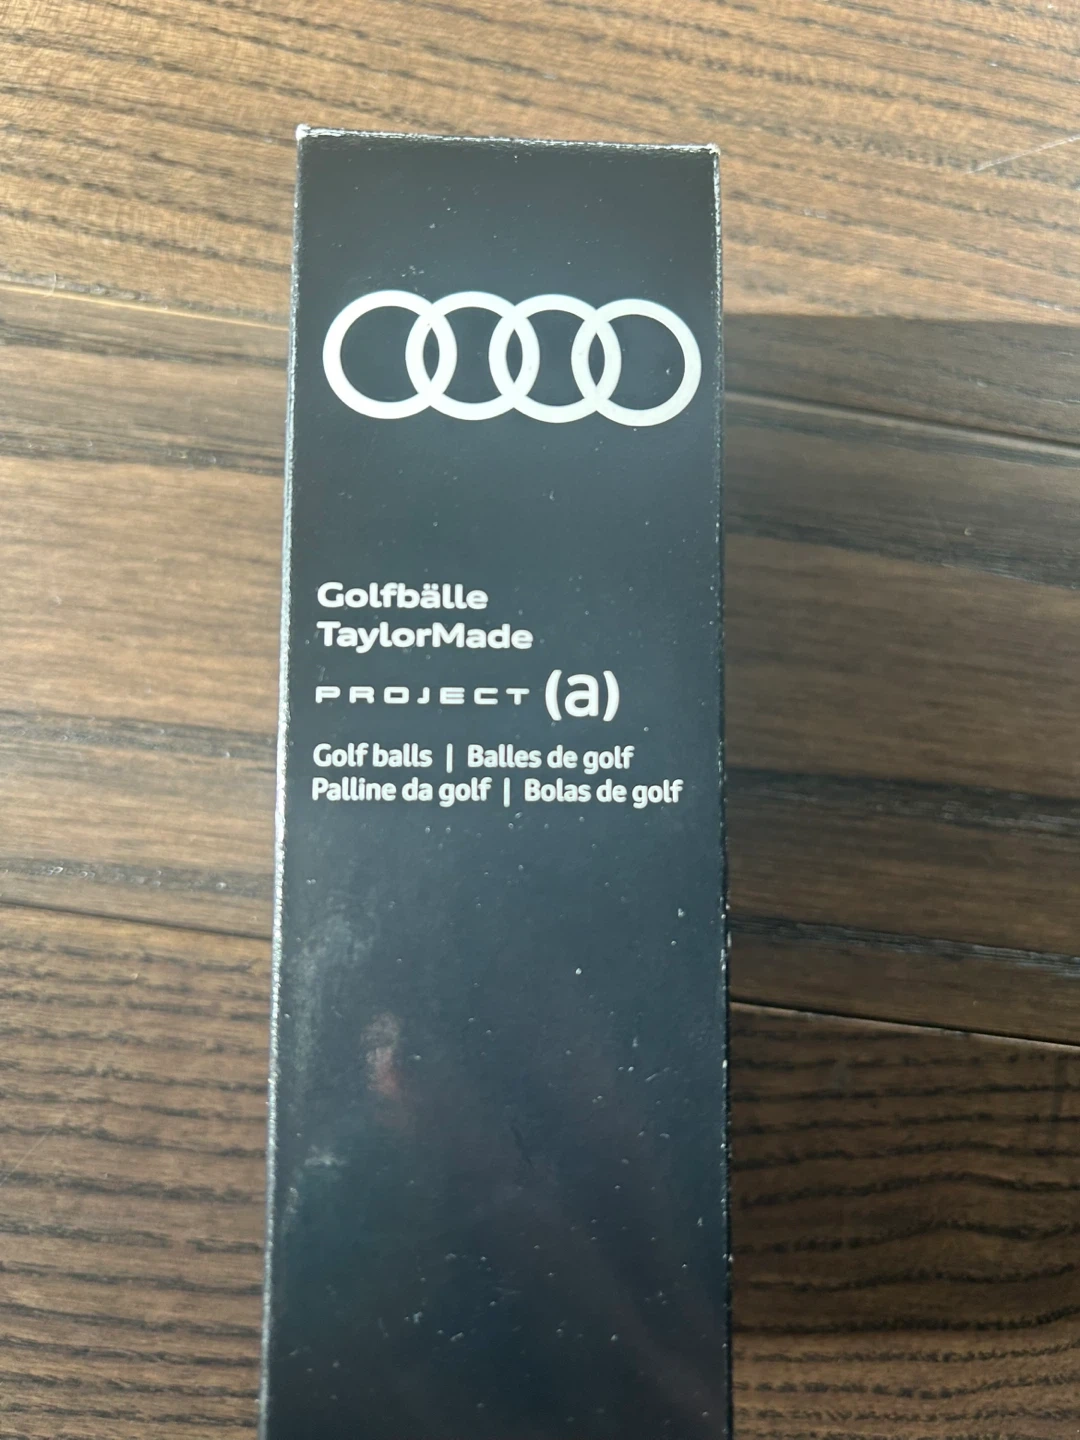 Golfbälle
TaylorMade
PROJECT (a)
Golf balls | Balles de golf
Palline da golf | Bolas de golf